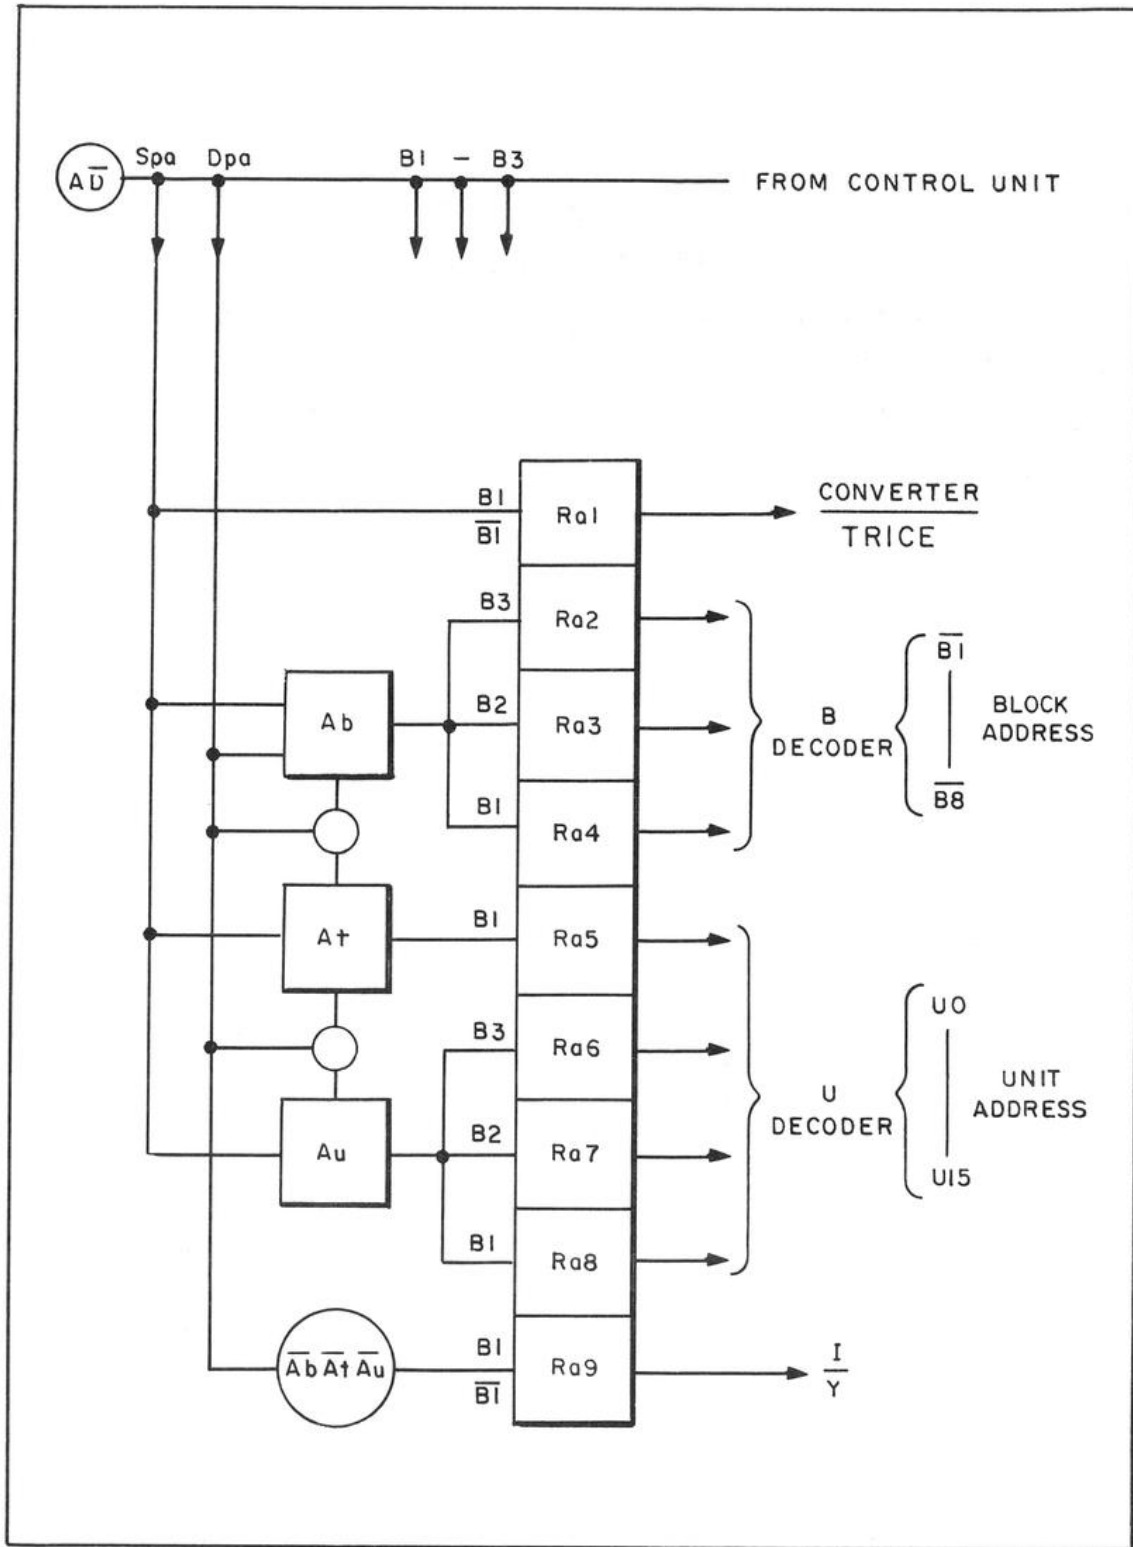 Spa Dpa B1 – B3
AD̅ FROM CONTROL UNIT
B1 Ra1 CONVERTER
B̅1̅ TRICE
B3 Ra2
B̅1̅
Ab B2 Ra3 B BLOCK
DECODER ADDRESS
B1 Ra4 B̅8̅
At B1 Ra5
B3 Ra6 U0
U UNIT
DECODER ADDRESS
Au B2 Ra7 U15
B1 Ra8
A̅b̅ A̅t̅ A̅u̅ B1 Ra9 I
B̅1̅ Y